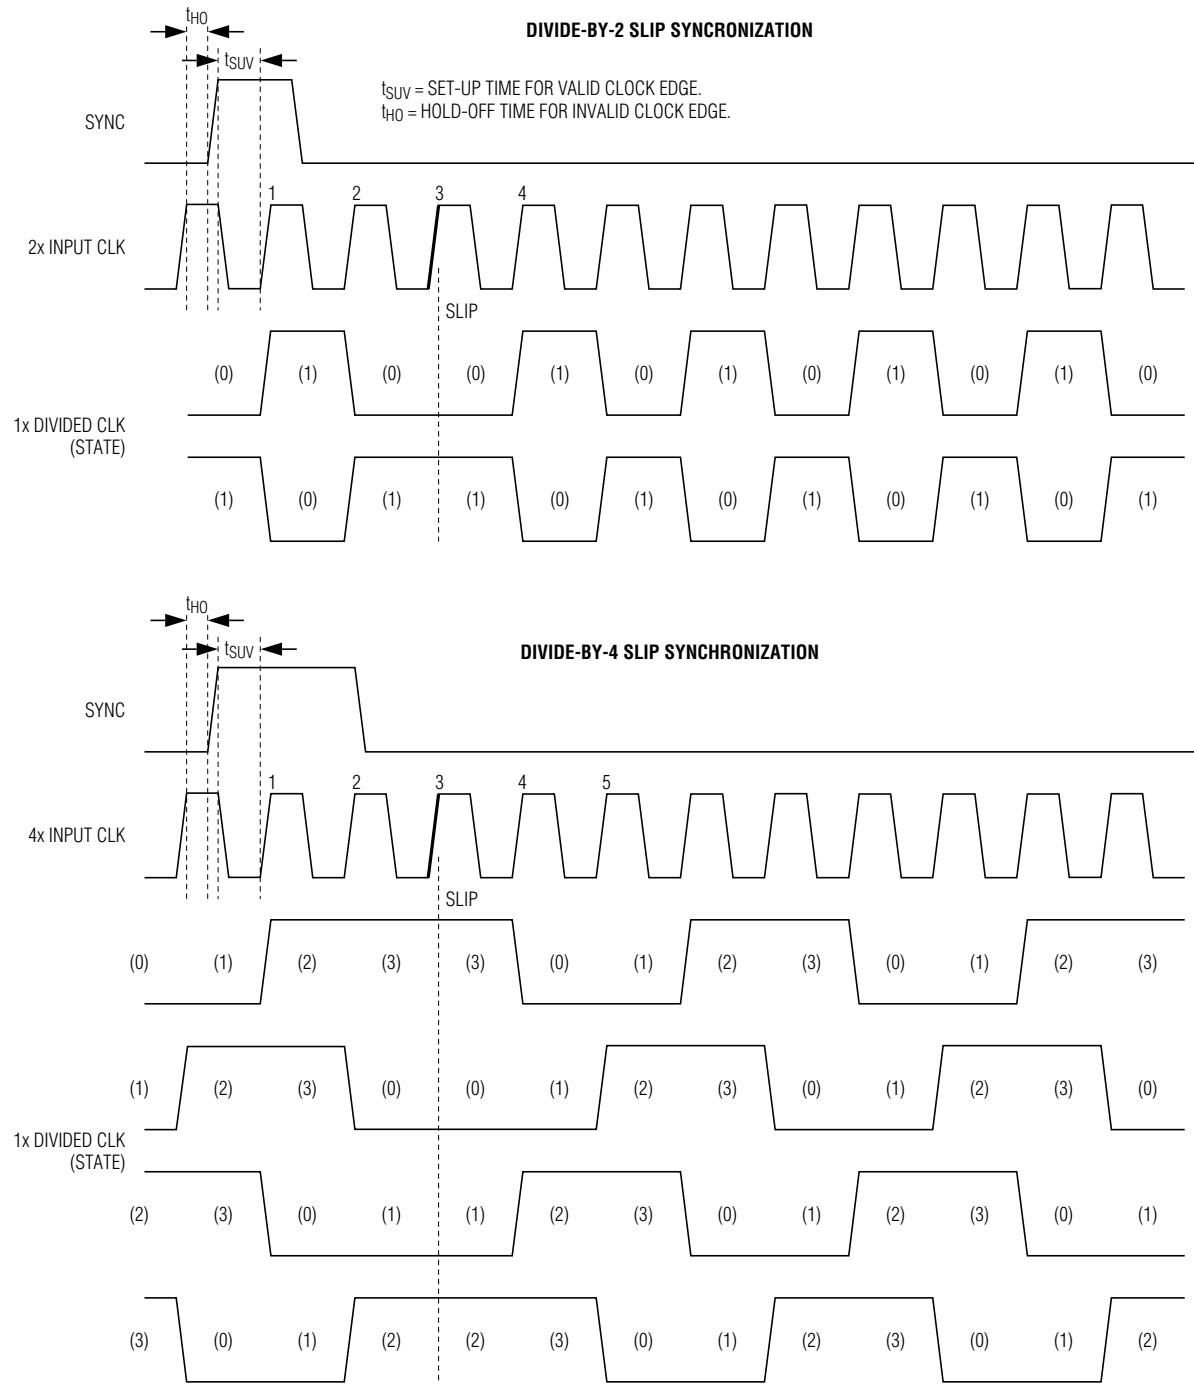 tHO
DIVIDE-BY-2 SLIP SYNCRONIZATION
tSUV
tSUV = SET-UP TIME FOR VALID CLOCK EDGE.
tHO = HOLD-OFF TIME FOR INVALID CLOCK EDGE.
SYNC
1 2 3 4
2x INPUT CLK
SLIP
(0) (1) (0) (0) (1) (0) (1) (0) (1) (0) (1) (0)
1x DIVIDED CLK
(STATE)
(1) (0) (1) (1) (0) (1) (0) (1) (0) (1) (0) (1)
tHO
tSUV
DIVIDE-BY-4 SLIP SYNCHRONIZATION
SYNC
1 2 3 4 5
4x INPUT CLK
SLIP
(0) (1) (2) (3) (3) (0) (1) (2) (3) (0) (1) (2) (3)
(1) (2) (3) (0) (0) (1) (2) (3) (0) (1) (2) (3) (0)
1x DIVIDED CLK
(STATE)
(2) (3) (0) (1) (1) (2) (3) (0) (1) (2) (3) (0) (1)
(3) (0) (1) (2) (2) (3) (0) (1) (2) (3) (0) (1) (2)